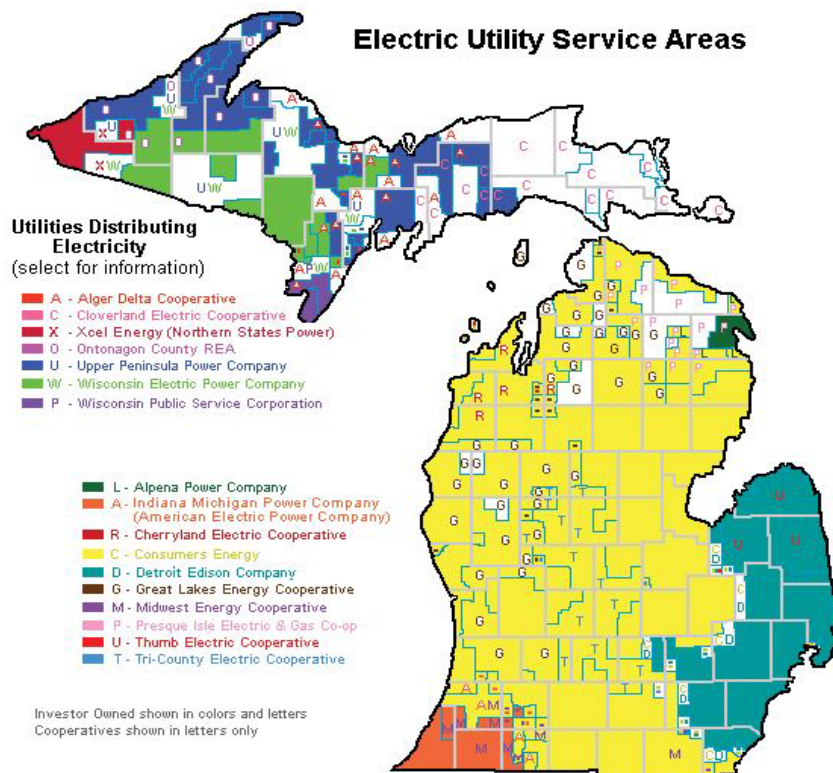 Electric Utility Service Areas
Utilities Distributing
Electricity
(select for information)
A - Alger Delta Cooperative
C - Cloverland Electric Cooperative
X - Xcel Energy (Northern States Power)
O - Ontonagon County REA
U - Upper Peninsula Power Company
W - Wisconsin Electric Power Company
P - Wisconsin Public Service Corporation
L - Alpena Power Company
A - Indiana Michigan Power Company
(American Electric Power Company)
R - Cherryland Electric Cooperative
C - Consumers Energy
D - Detroit Edison Company
G - Great Lakes Energy Cooperative
M - Midwest Energy Cooperative
P - Presque Isle Electric & Gas Co-op
U - Thumb Electric Cooperative
T - Tri-County Electric Cooperative
Investor Owned shown in colors and letters
Cooperatives shown in letters only